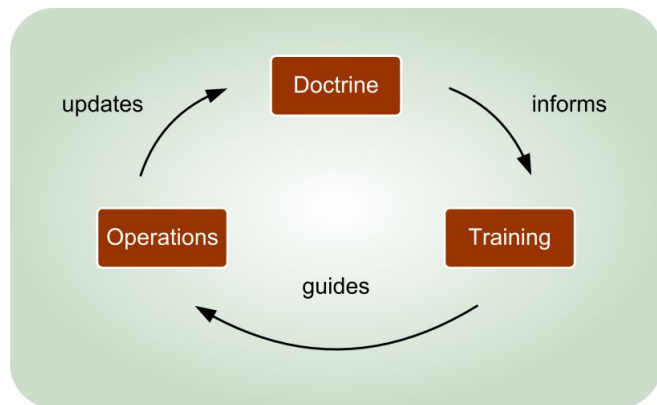 Doctrine
updates
informs
Operations
Training
guides